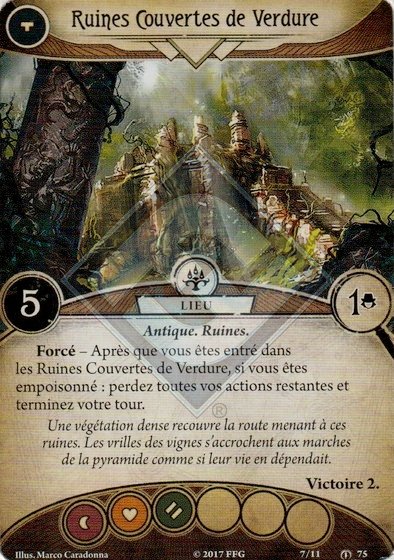 Ruines Couvertes de Verdure
5
LIEU
1
Antique. Ruines.
Forcé – Après que vous êtes entré dans
les Ruines Couvertes de Verdure, si vous êtes
empoisonné : perdez toutes vos actions restantes et
terminez votre tour.
Une végétation dense recouvre la route menant à ces
ruines. Les vrilles des vignes s'accrochent aux marches
de la pyramide comme si leur vie en dépendait.
Victoire 2.
Illus. Marco Caradonna
© 2017 FFG
7/11
75
®